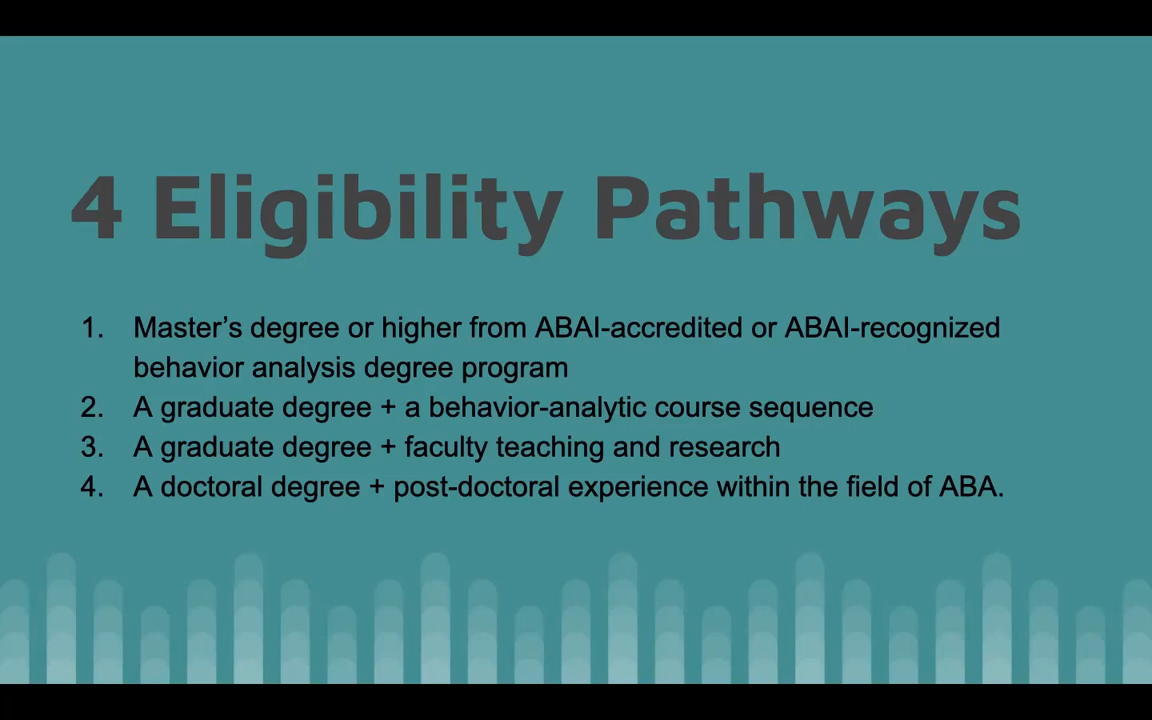 4 Eligibility Pathways
1. Master’s degree or higher from ABAI-accredited or ABAI-recognized
behavior analysis degree program
2. A graduate degree + a behavior-analytic course sequence
3. A graduate degree + faculty teaching and research
4. A doctoral degree + post-doctoral experience within the field of ABA.